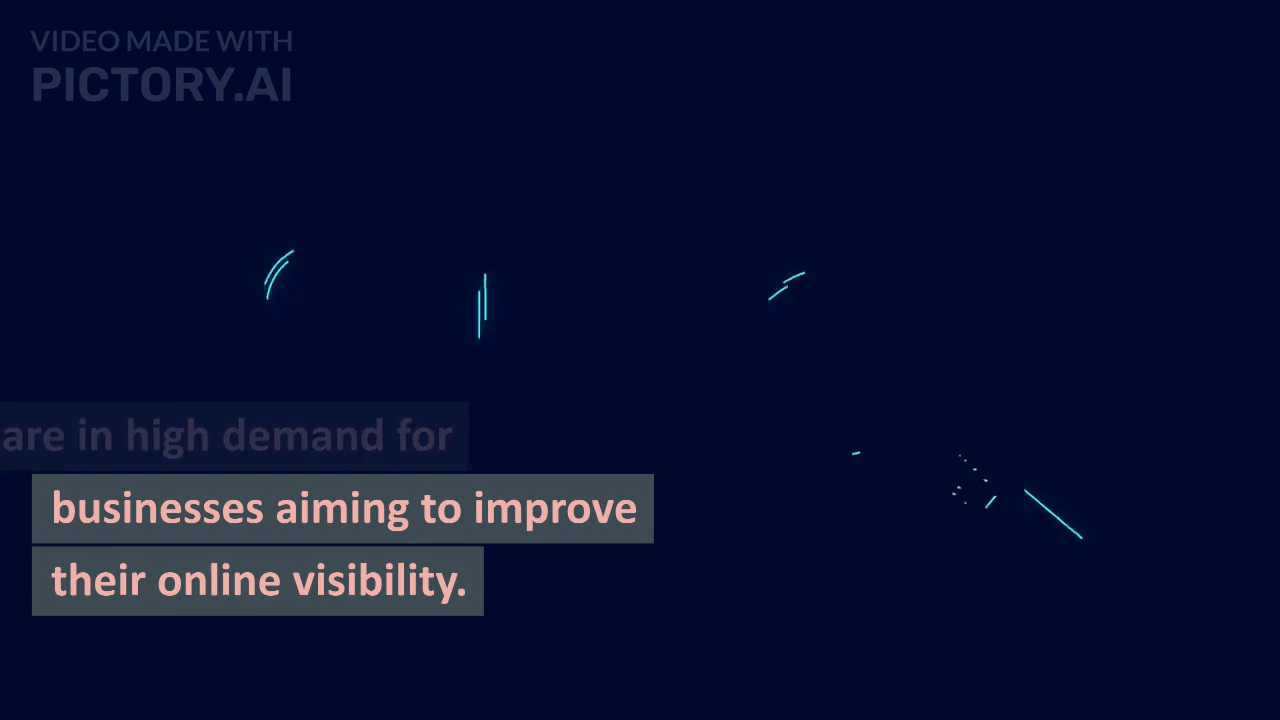 VIDEO MADE WITH
PICTORY.AI
are in high demand for
businesses aiming to improve
their online visibility.